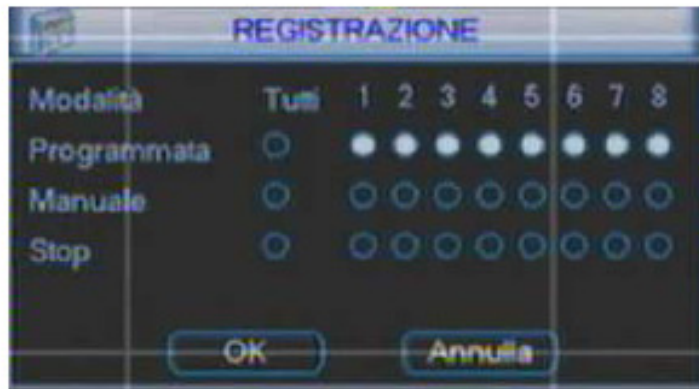 REGISTRAZIONE
Modalità Tutti 1 2 3 4 5 6 7 8
Programmata
Manuale
Stop
OK Annulla